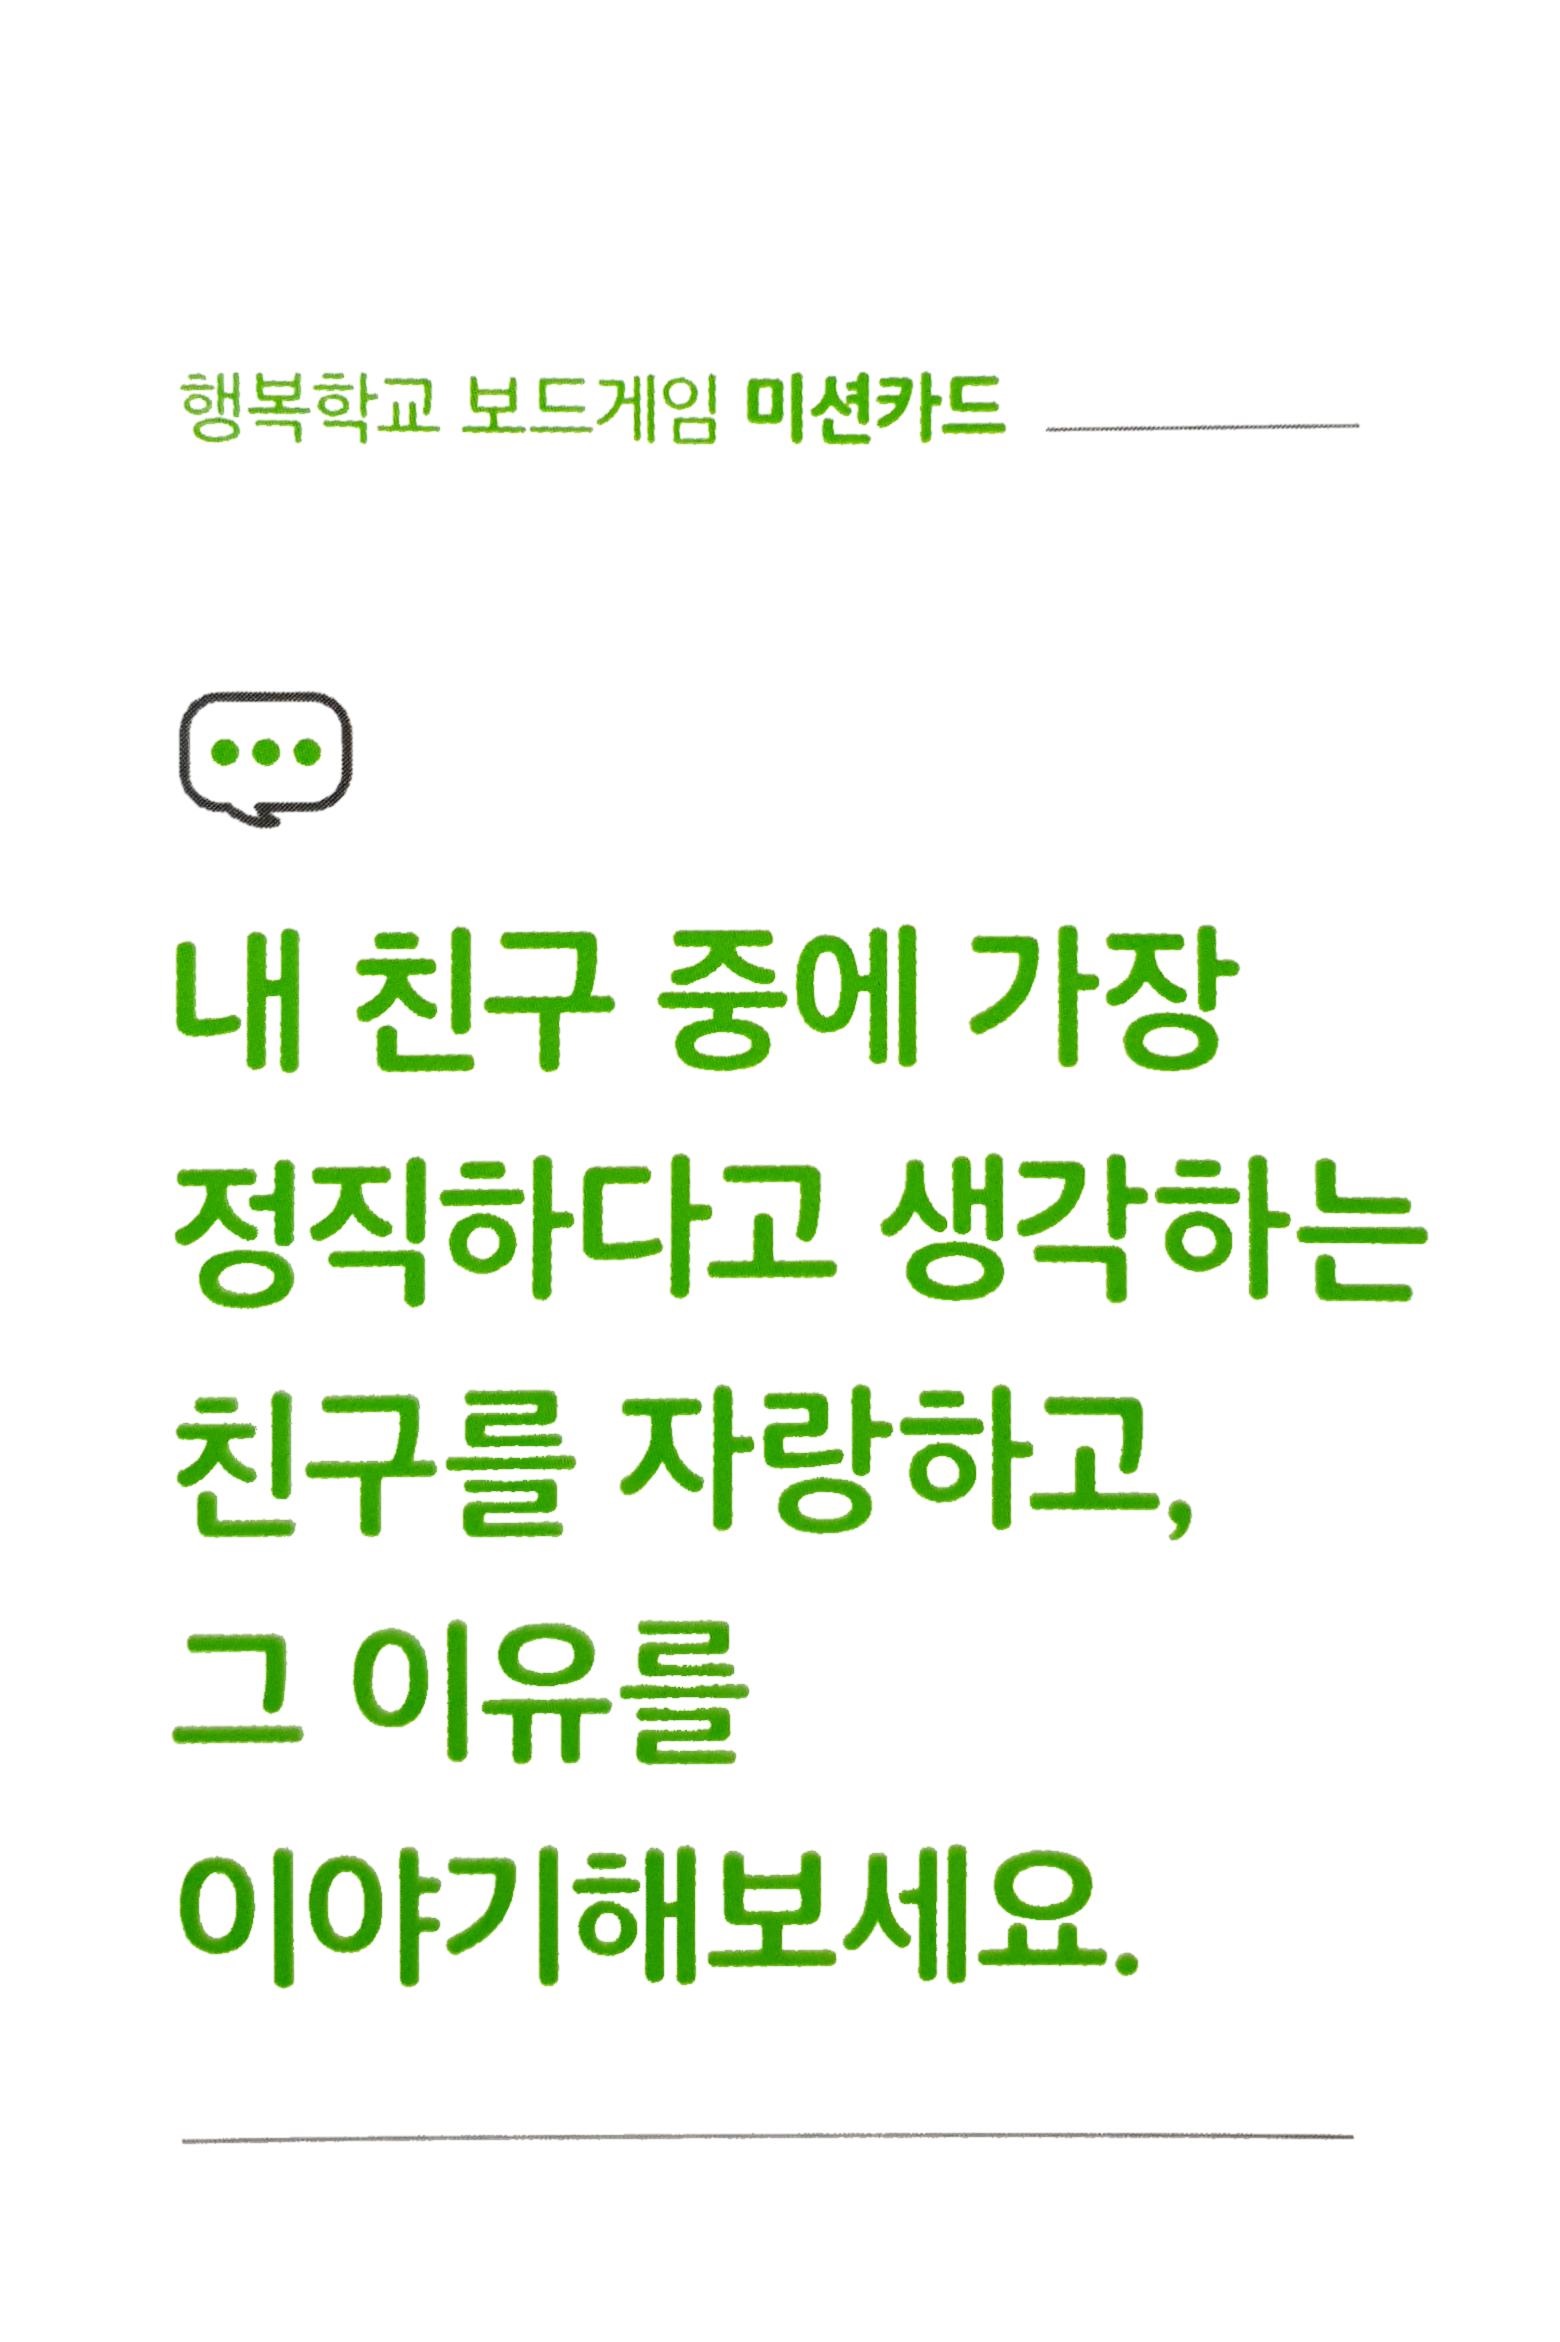 행복학교 보드게임 미션카드
내 친구 중에 가장
정직하다고 생각하는
친구를 자랑하고,
그 이유를
이야기해보세요.